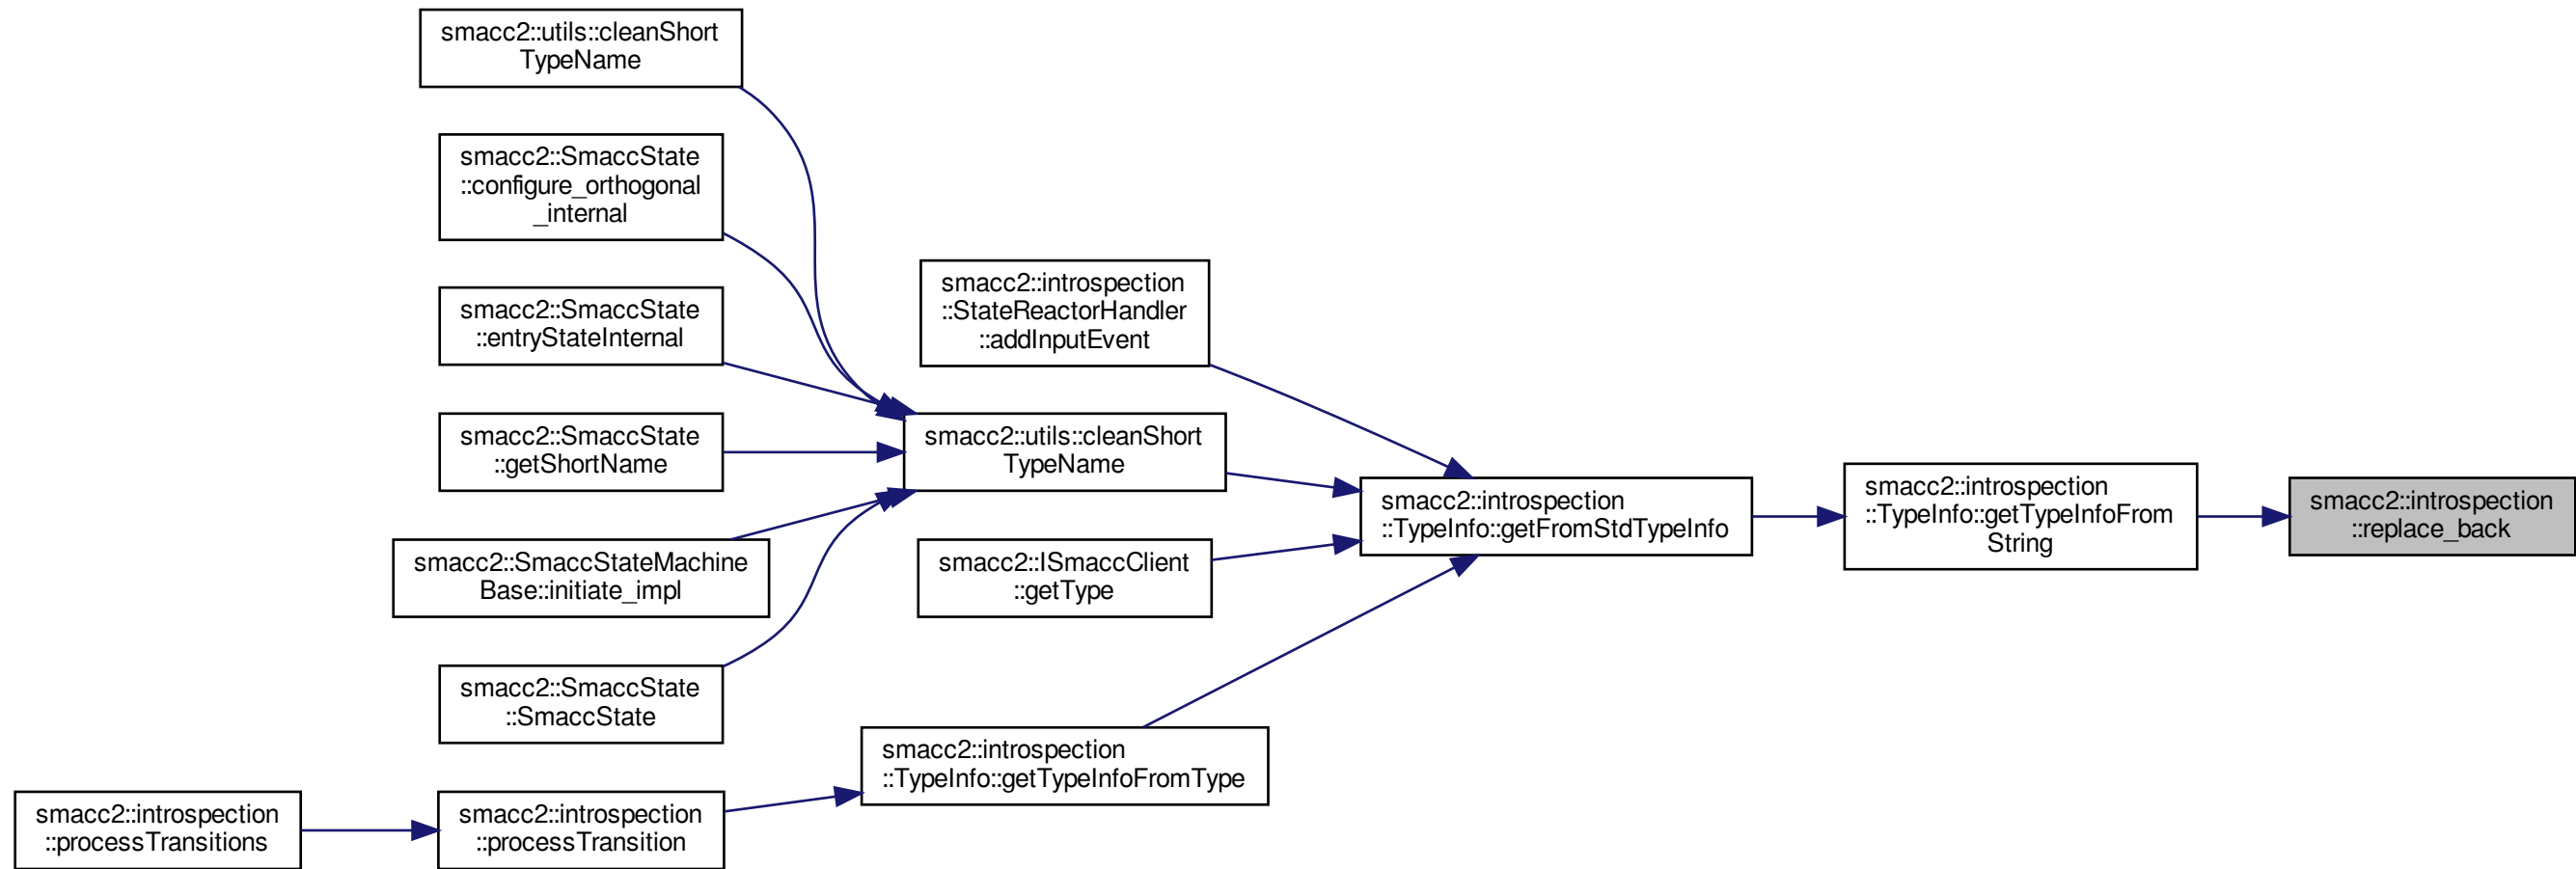 smacc2::utils::cleanShort
TypeName
smacc2::SmaccState
::configure_orthogonal
_internal
smacc2::SmaccState
::entryStateInternal
smacc2::SmaccState
::getShortName
smacc2::SmaccStateMachine
Base::initiate_impl
smacc2::SmaccState
::SmaccState
smacc2::introspection
::processTransitions
smacc2::introspection
::processTransition
smacc2::introspection
::StateReactorHandler
::addInputEvent
smacc2::utils::cleanShort
TypeName
smacc2::ISmaccClient
::getType
smacc2::introspection
::TypeInfo::getTypeInfoFromType
smacc2::introspection
::TypeInfo::getFromStdTypeInfo
smacc2::introspection
::TypeInfo::getTypeInfoFrom
String
smacc2::introspection
::replace_back